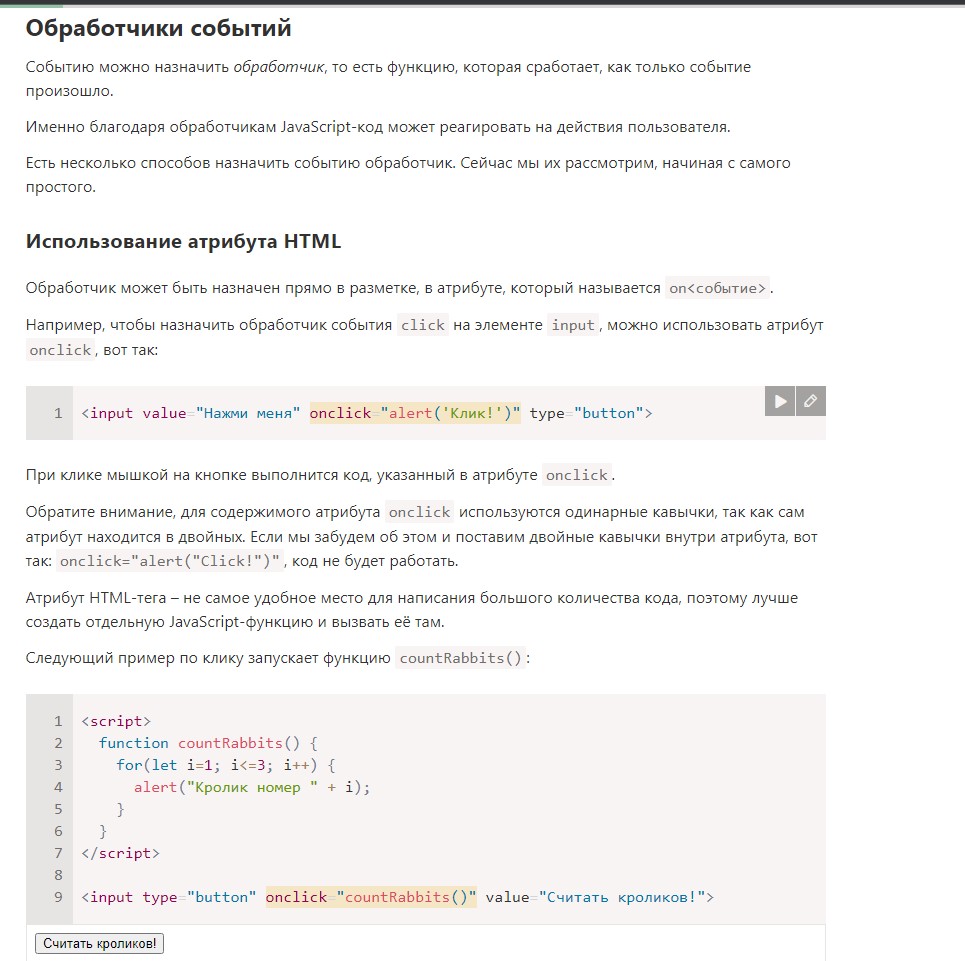 Обработчики событий
Событию можно назначить обработчик, то есть функцию, которая сработает, как только событие
произошло.
Именно благодаря обработчикам JavaScript-код может реагировать на действия пользователя.
Есть несколько способов назначить событию обработчик. Сейчас мы их рассмотрим, начиная с самого
простого.
Использование атрибута HTML
Обработчик может быть назначен прямо в разметке, в атрибуте, который называется on<событие>.
Например, чтобы назначить обработчик события click на элементе input, можно использовать атрибут
onclick, вот так:
1 <input value="Нажми меня" onclick="alert('Клик!')" type="button">
При клике мышкой на кнопке выполнится код, указанный в атрибуте onclick.
Обратите внимание, для содержимого атрибута onclick используются одинарные кавычки, так как сам
атрибут находится в двойных. Если мы забудем об этом и поставим двойные кавычки внутри атрибута, вот
так: onclick="alert("Click!")", код не будет работать.
Атрибут HTML-тега – не самое удобное место для написания большого количества кода, поэтому лучше
создать отдельную JavaScript-функцию и вызвать её там.
Следующий пример по клику запускает функцию countRabbits():
1 <script>
2   function countRabbits() {
3     for(let i=1; i<=3; i++) {
4       alert("Кролик номер " + i);
5     }
6   }
7 </script>
8
9 <input type="button" onclick="countRabbits()" value="Считать кроликов!">
Считать кроликов!